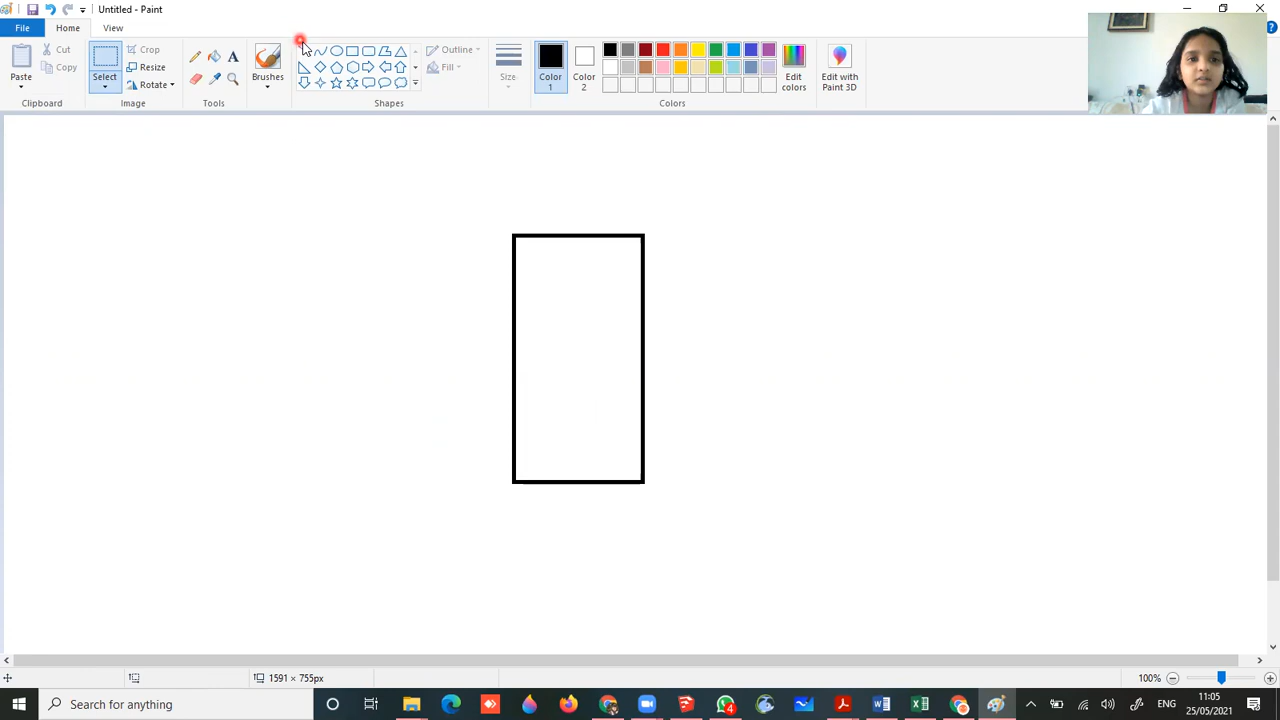 Untitled - Paint
File Home View
Paste
Cut
Copy
Clipboard
Select
Crop
Resize
Rotate
Image
Tools
Brushes
Shapes
Outline
Fill
Size
Color 1
Color 2
Colors
Edit colors
Edit with Paint 3D
1591 × 755px
100%
Search for anything
4
ENG
11:05
25/05/2021